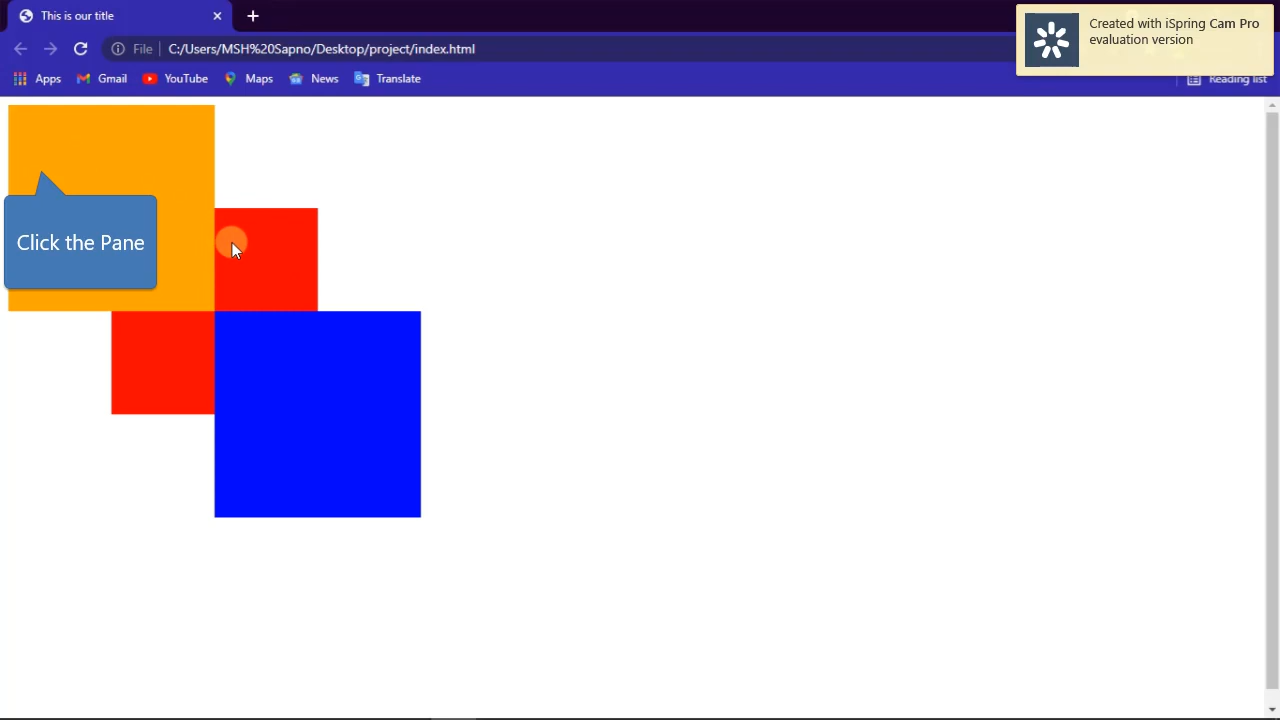 This is our title
File C:/Users/MSH%20Sapno/Desktop/project/index.html
Created with iSpring Cam Pro
evaluation version
Apps Gmail YouTube Maps News Translate Reading list
Click the Pane